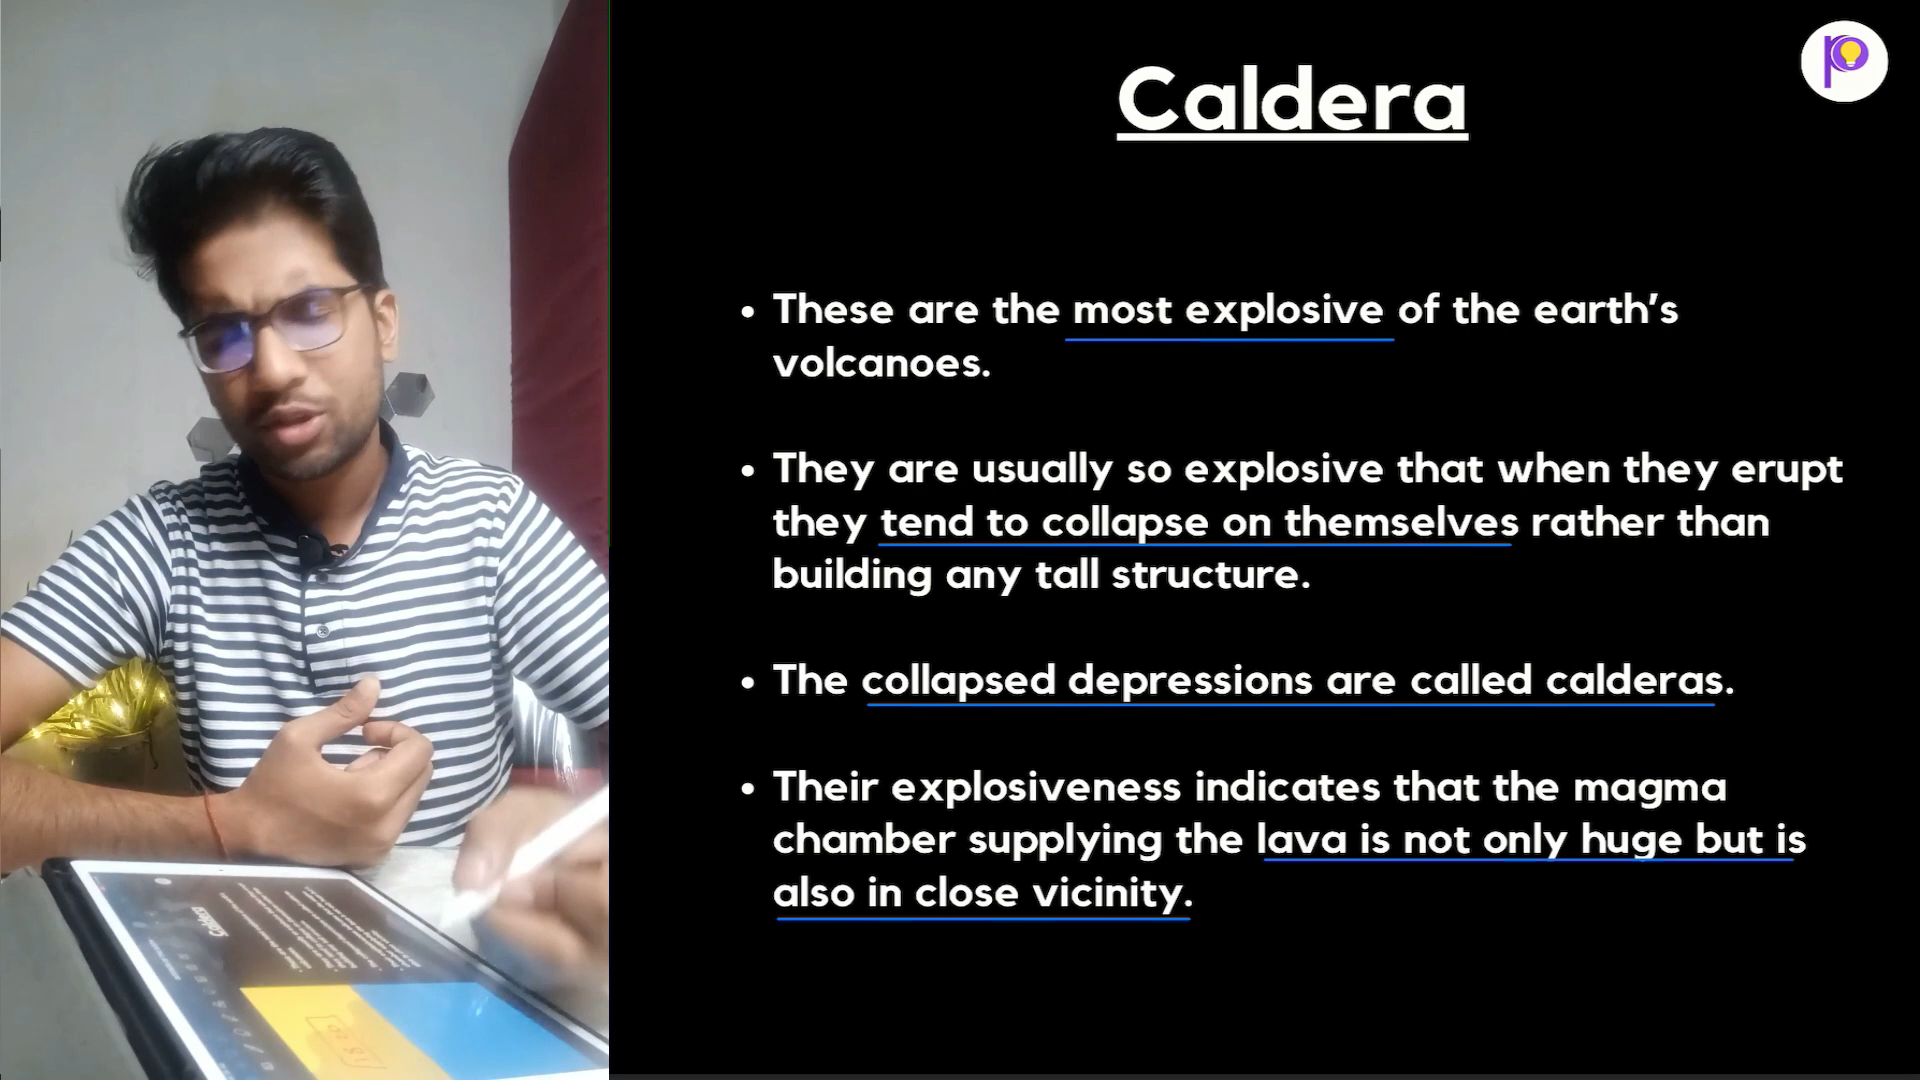 Caldera
• These are the most explosive of the earth’s
volcanoes.
• They are usually so explosive that when they erupt
they tend to collapse on themselves rather than
building any tall structure.
• The collapsed depressions are called calderas.
• Their explosiveness indicates that the magma
chamber supplying the lava is not only huge but is
also in close vicinity.
Caldera